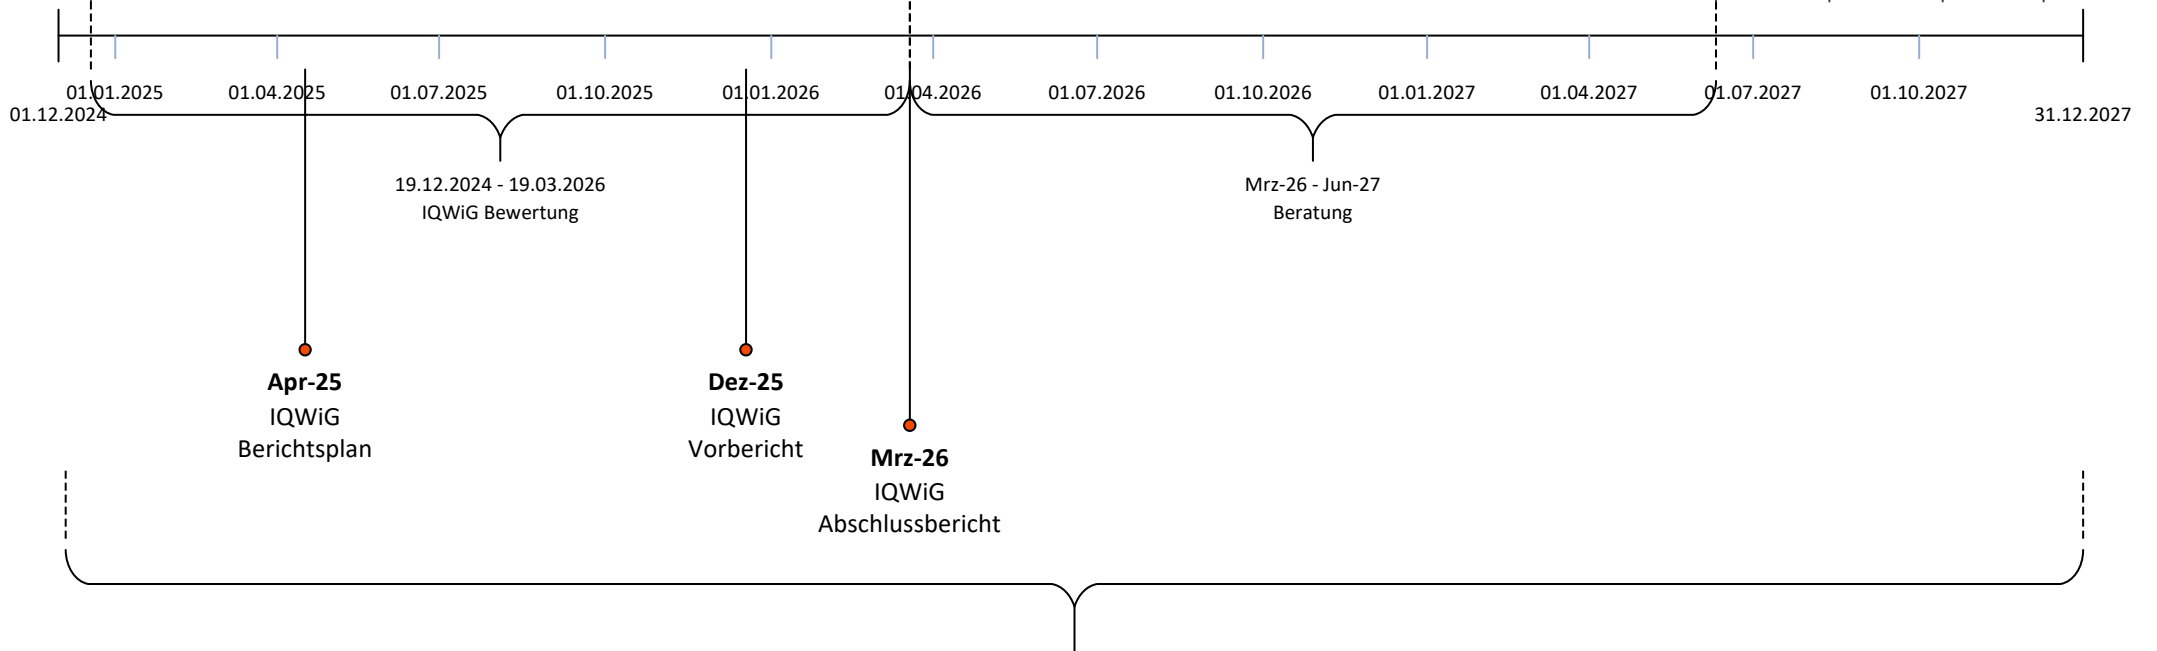 01.01.2025
01.04.2025
01.07.2025
01.10.2025
01.01.2026
01.04.2026
01.07.2026
01.10.2026
01.01.2027
01.04.2027
01.07.2027
01.10.2027
01.12.2024
31.12.2027
19.12.2024 - 19.03.2026
IQWiG Bewertung
Mrz-26 - Jun-27
Beratung
Apr-25
IQWiG
Berichtsplan
Dez-25
IQWiG
Vorbericht
Mrz-26
IQWiG
Abschlussbericht